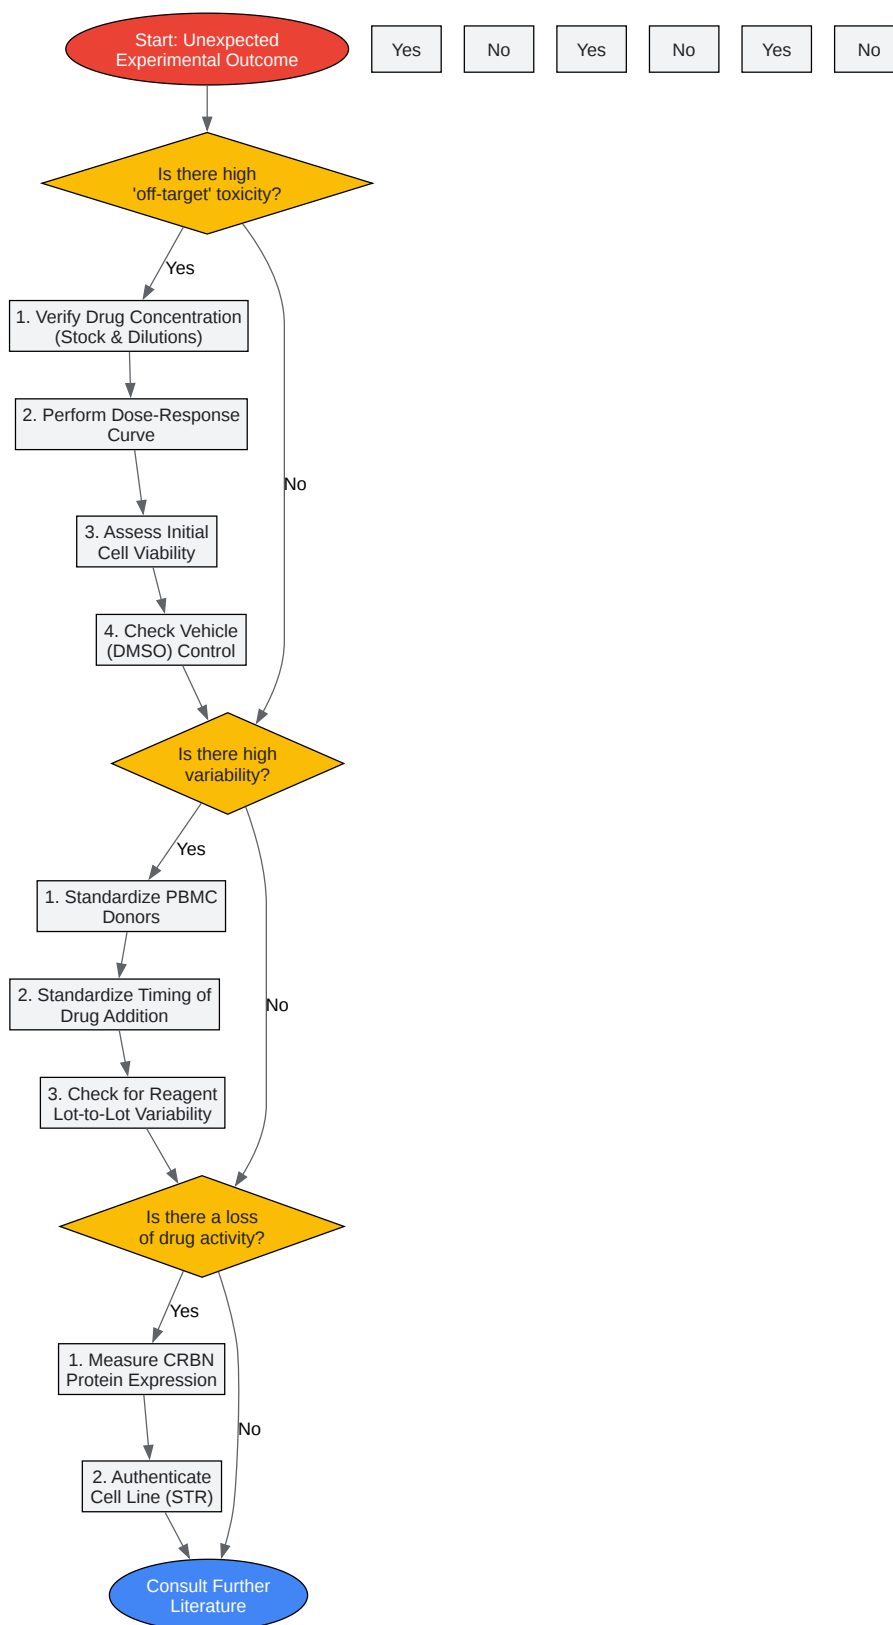 Start: Unexpected
Experimental Outcome
Yes
No
Yes
No
Yes
No
Is there high
'off-target' toxicity?
Yes
1. Verify Drug Concentration
(Stock & Dilutions)
2. Perform Dose-Response
Curve
No
3. Assess Initial
Cell Viability
4. Check Vehicle
(DMSO) Control
Is there high
variability?
Yes
1. Standardize PBMC
Donors
2. Standardize Timing of
Drug Addition
No
3. Check for Reagent
Lot-to-Lot Variability
Is there a loss
of drug activity?
Yes
1. Measure CRBN
Protein Expression
No
2. Authenticate
Cell Line (STR)
Consult Further
Literature